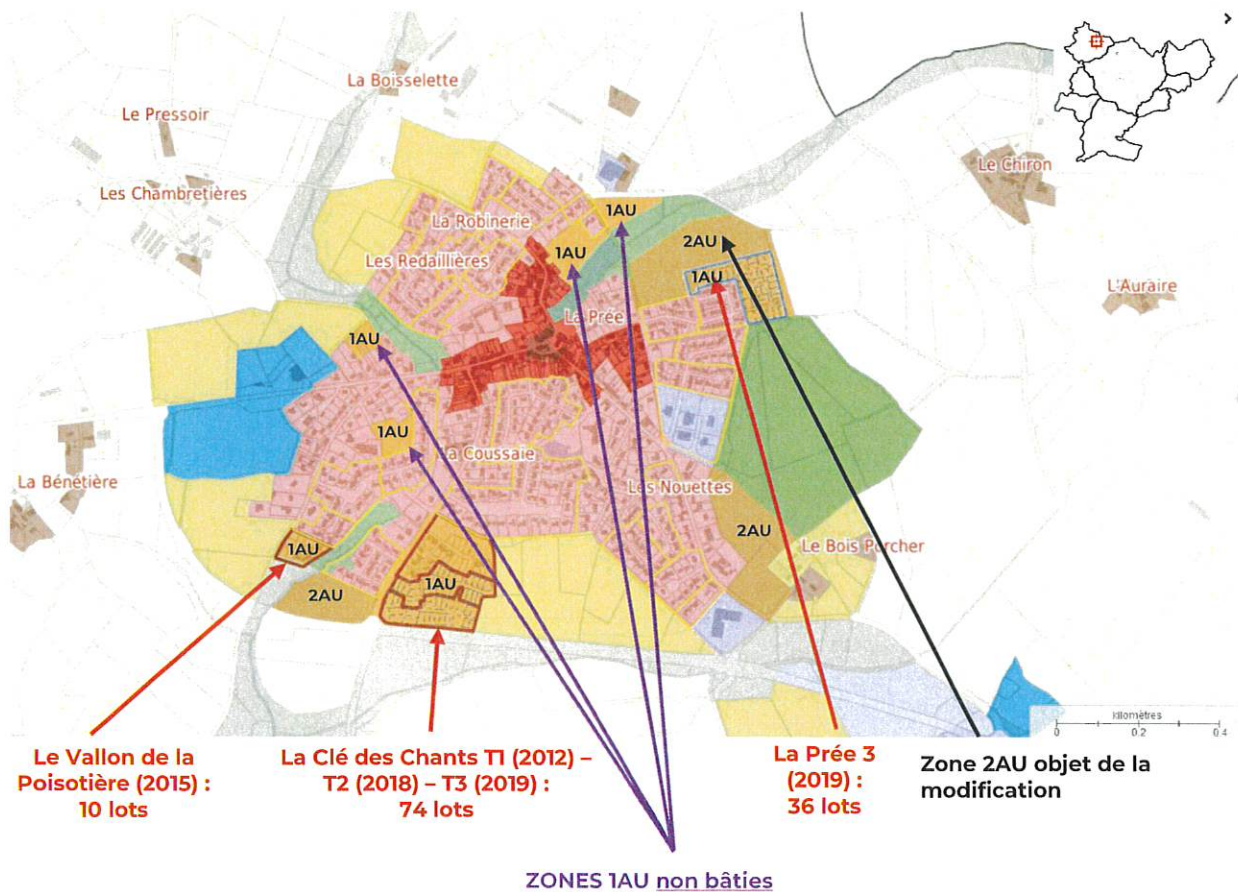 La Boisselette
Le Pressoir
Les Chambretières
Le Chiron
La Robinerie
1AU
1AU
2AU
Les Redaillières
1AU
L'Auraire
La Prée
1AU
1AU
La Coussaie
La Bénétière
Les Nouettes
2AU
Le Bois Porcher
1AU
1AU
2AU
kilomètres
0 0.2 0.4
Le Vallon de la
Poisotière (2015) :
10 lots
La Clé des Chants T1 (2012) –
T2 (2018) – T3 (2019) :
74 lots
La Prée 3
(2019) :
36 lots
Zone 2AU objet de la
modification
ZONES 1AU non bâties